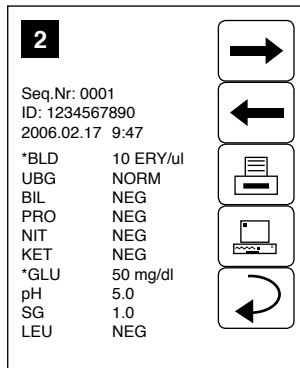 2
Seq.Nr: 0001
ID: 1234567890
2006.02.17 9:47
*BLD 10 ERY/ul
UBG NORM
BIL NEG
PRO NEG
NIT NEG
KET NEG
*GLU 50 mg/dl
pH 5.0
SG 1.0
LEU NEG